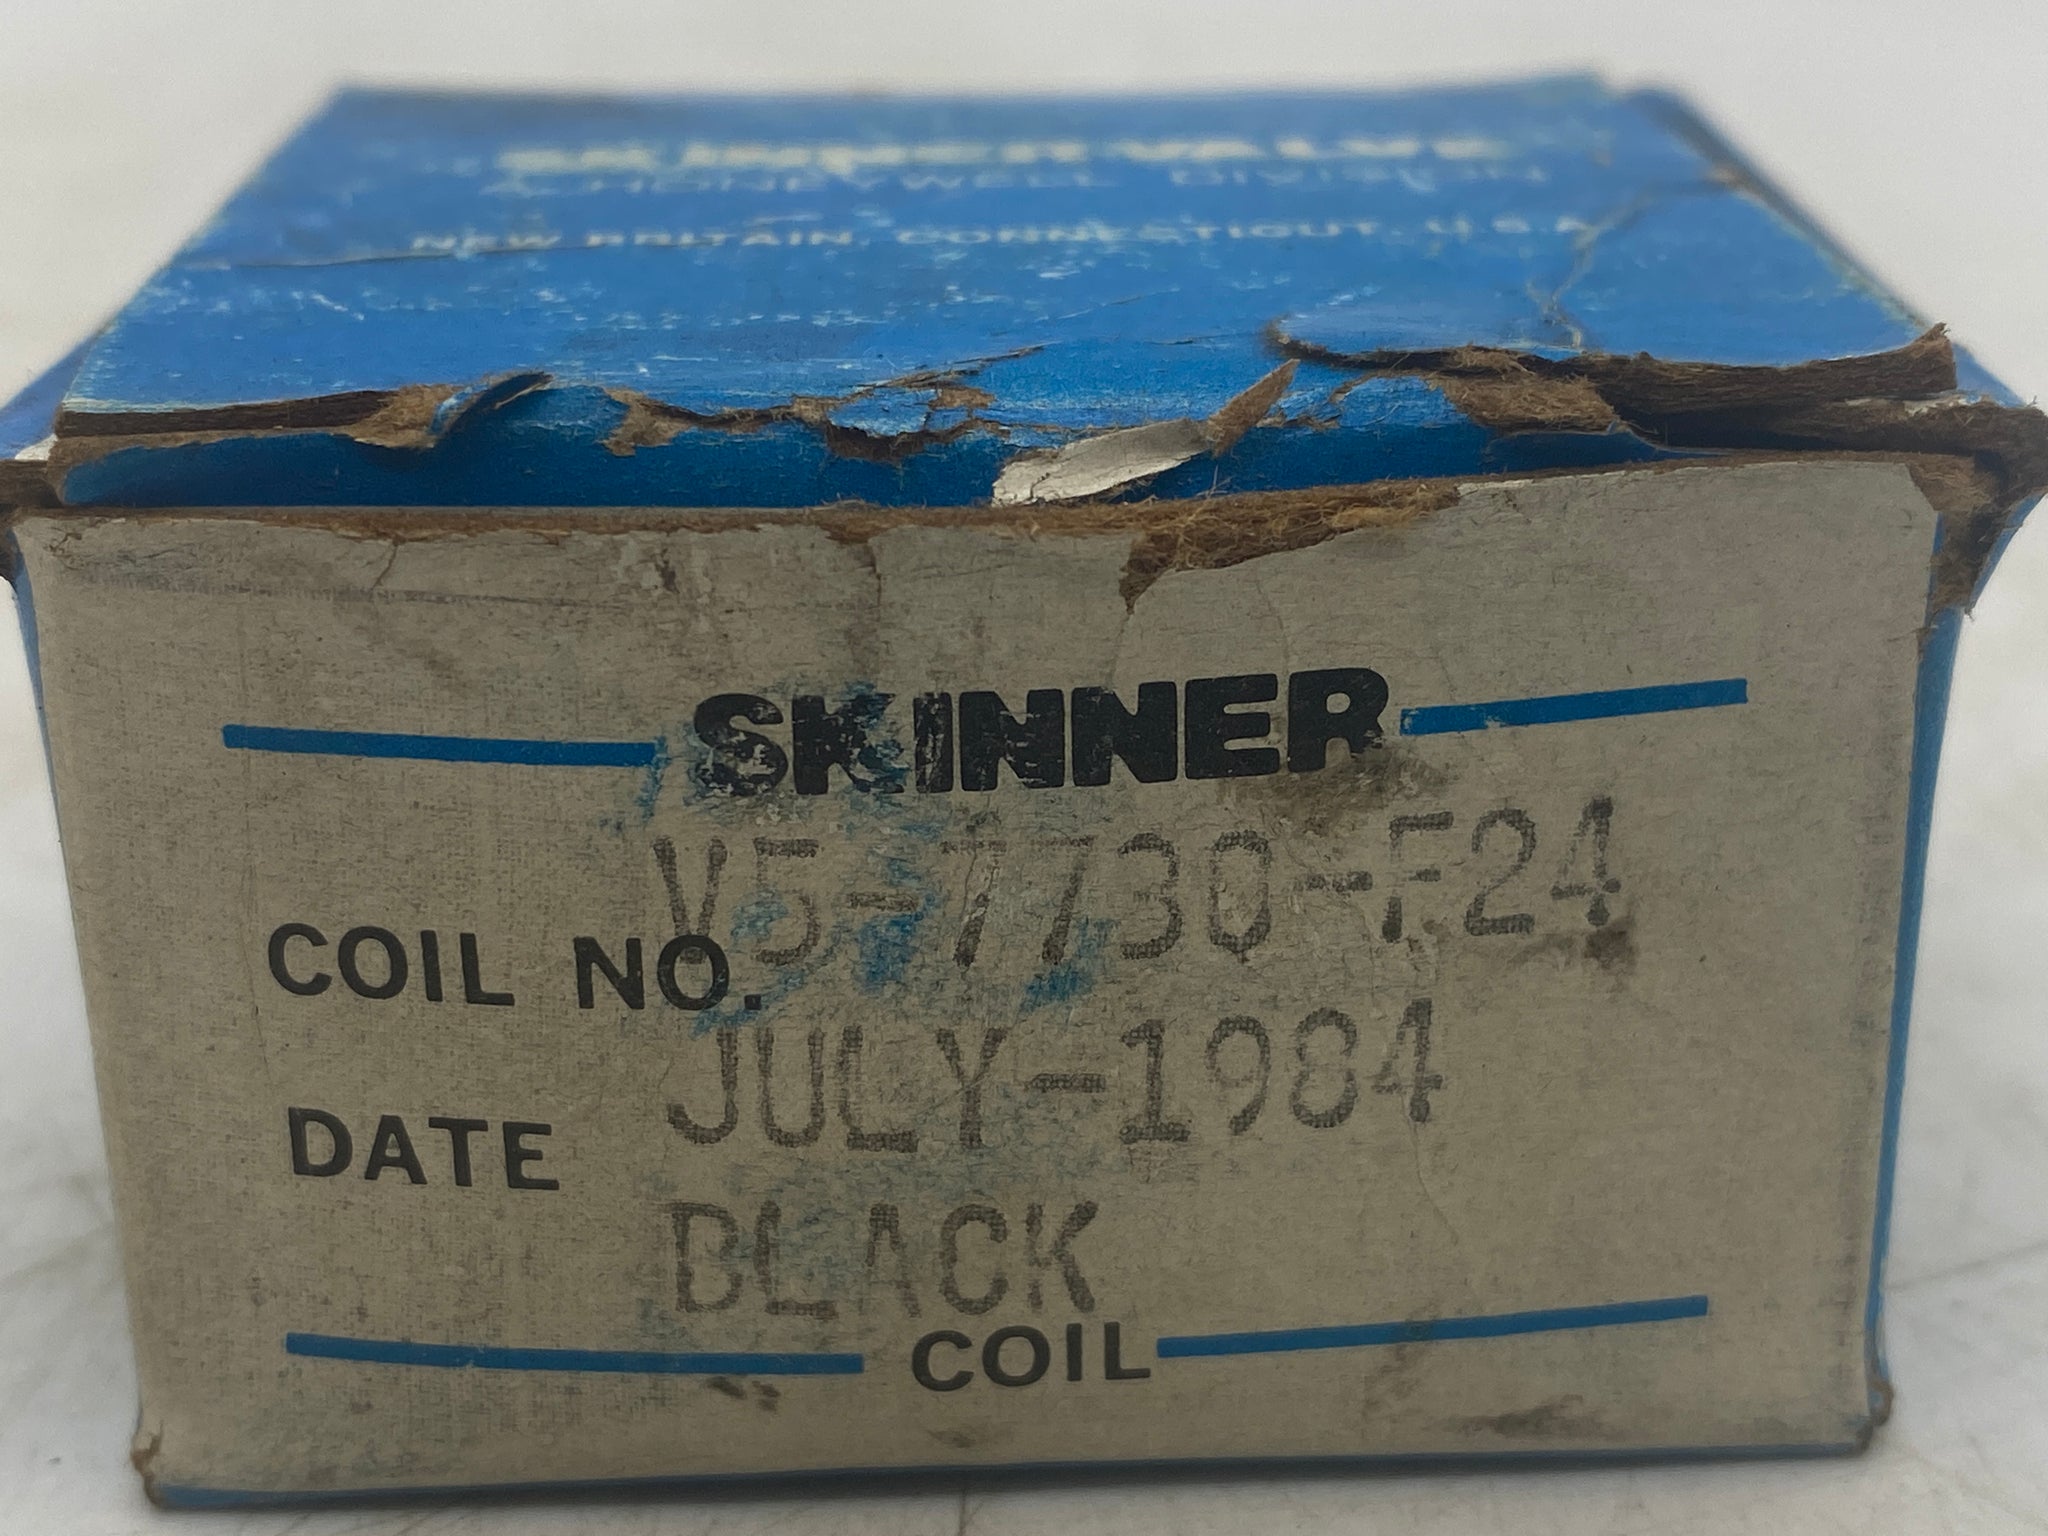 SKINNER VALVE
A HONEYWELL DIVISION
NEW BRITAIN, CONNECTICUT, U.S.A.
SKINNER
V5-7730-F24
COIL NO.
JULY-1984
DATE
BLACK
COIL